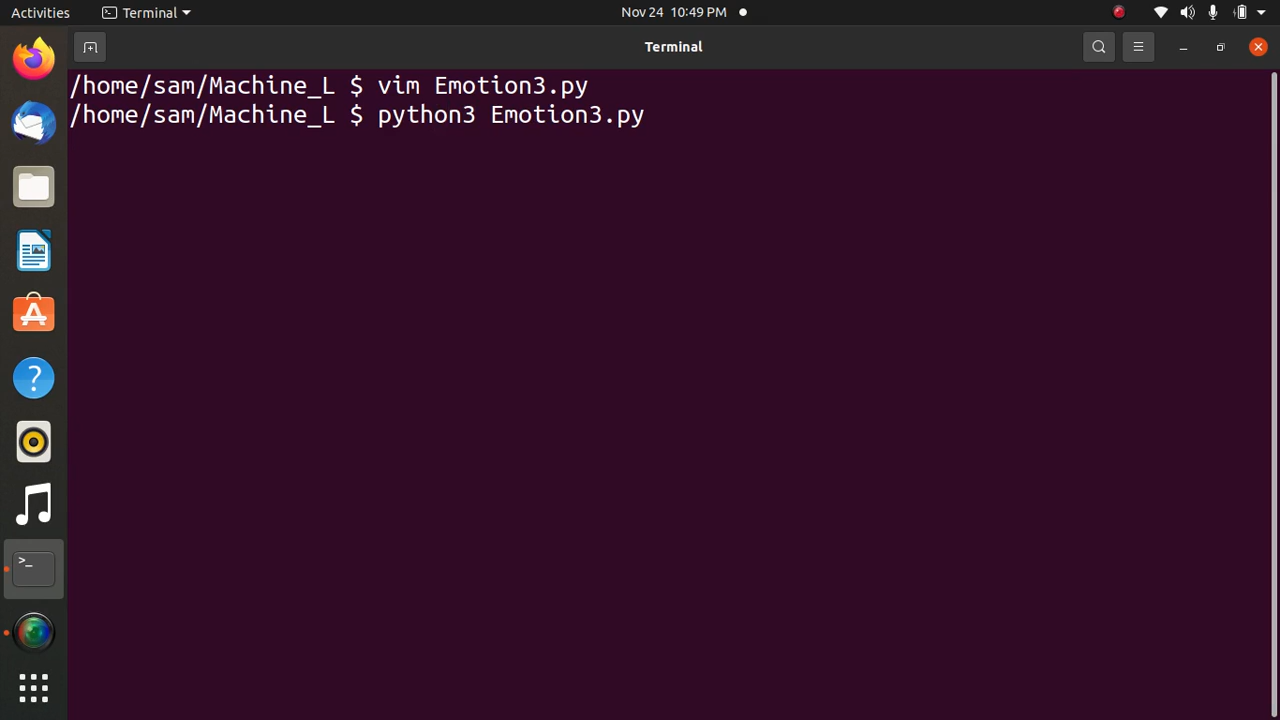 Activities Terminal Nov 24 10:49 PM
Terminal
/home/sam/Machine_L $ vim Emotion3.py
/home/sam/Machine_L $ python3 Emotion3.py